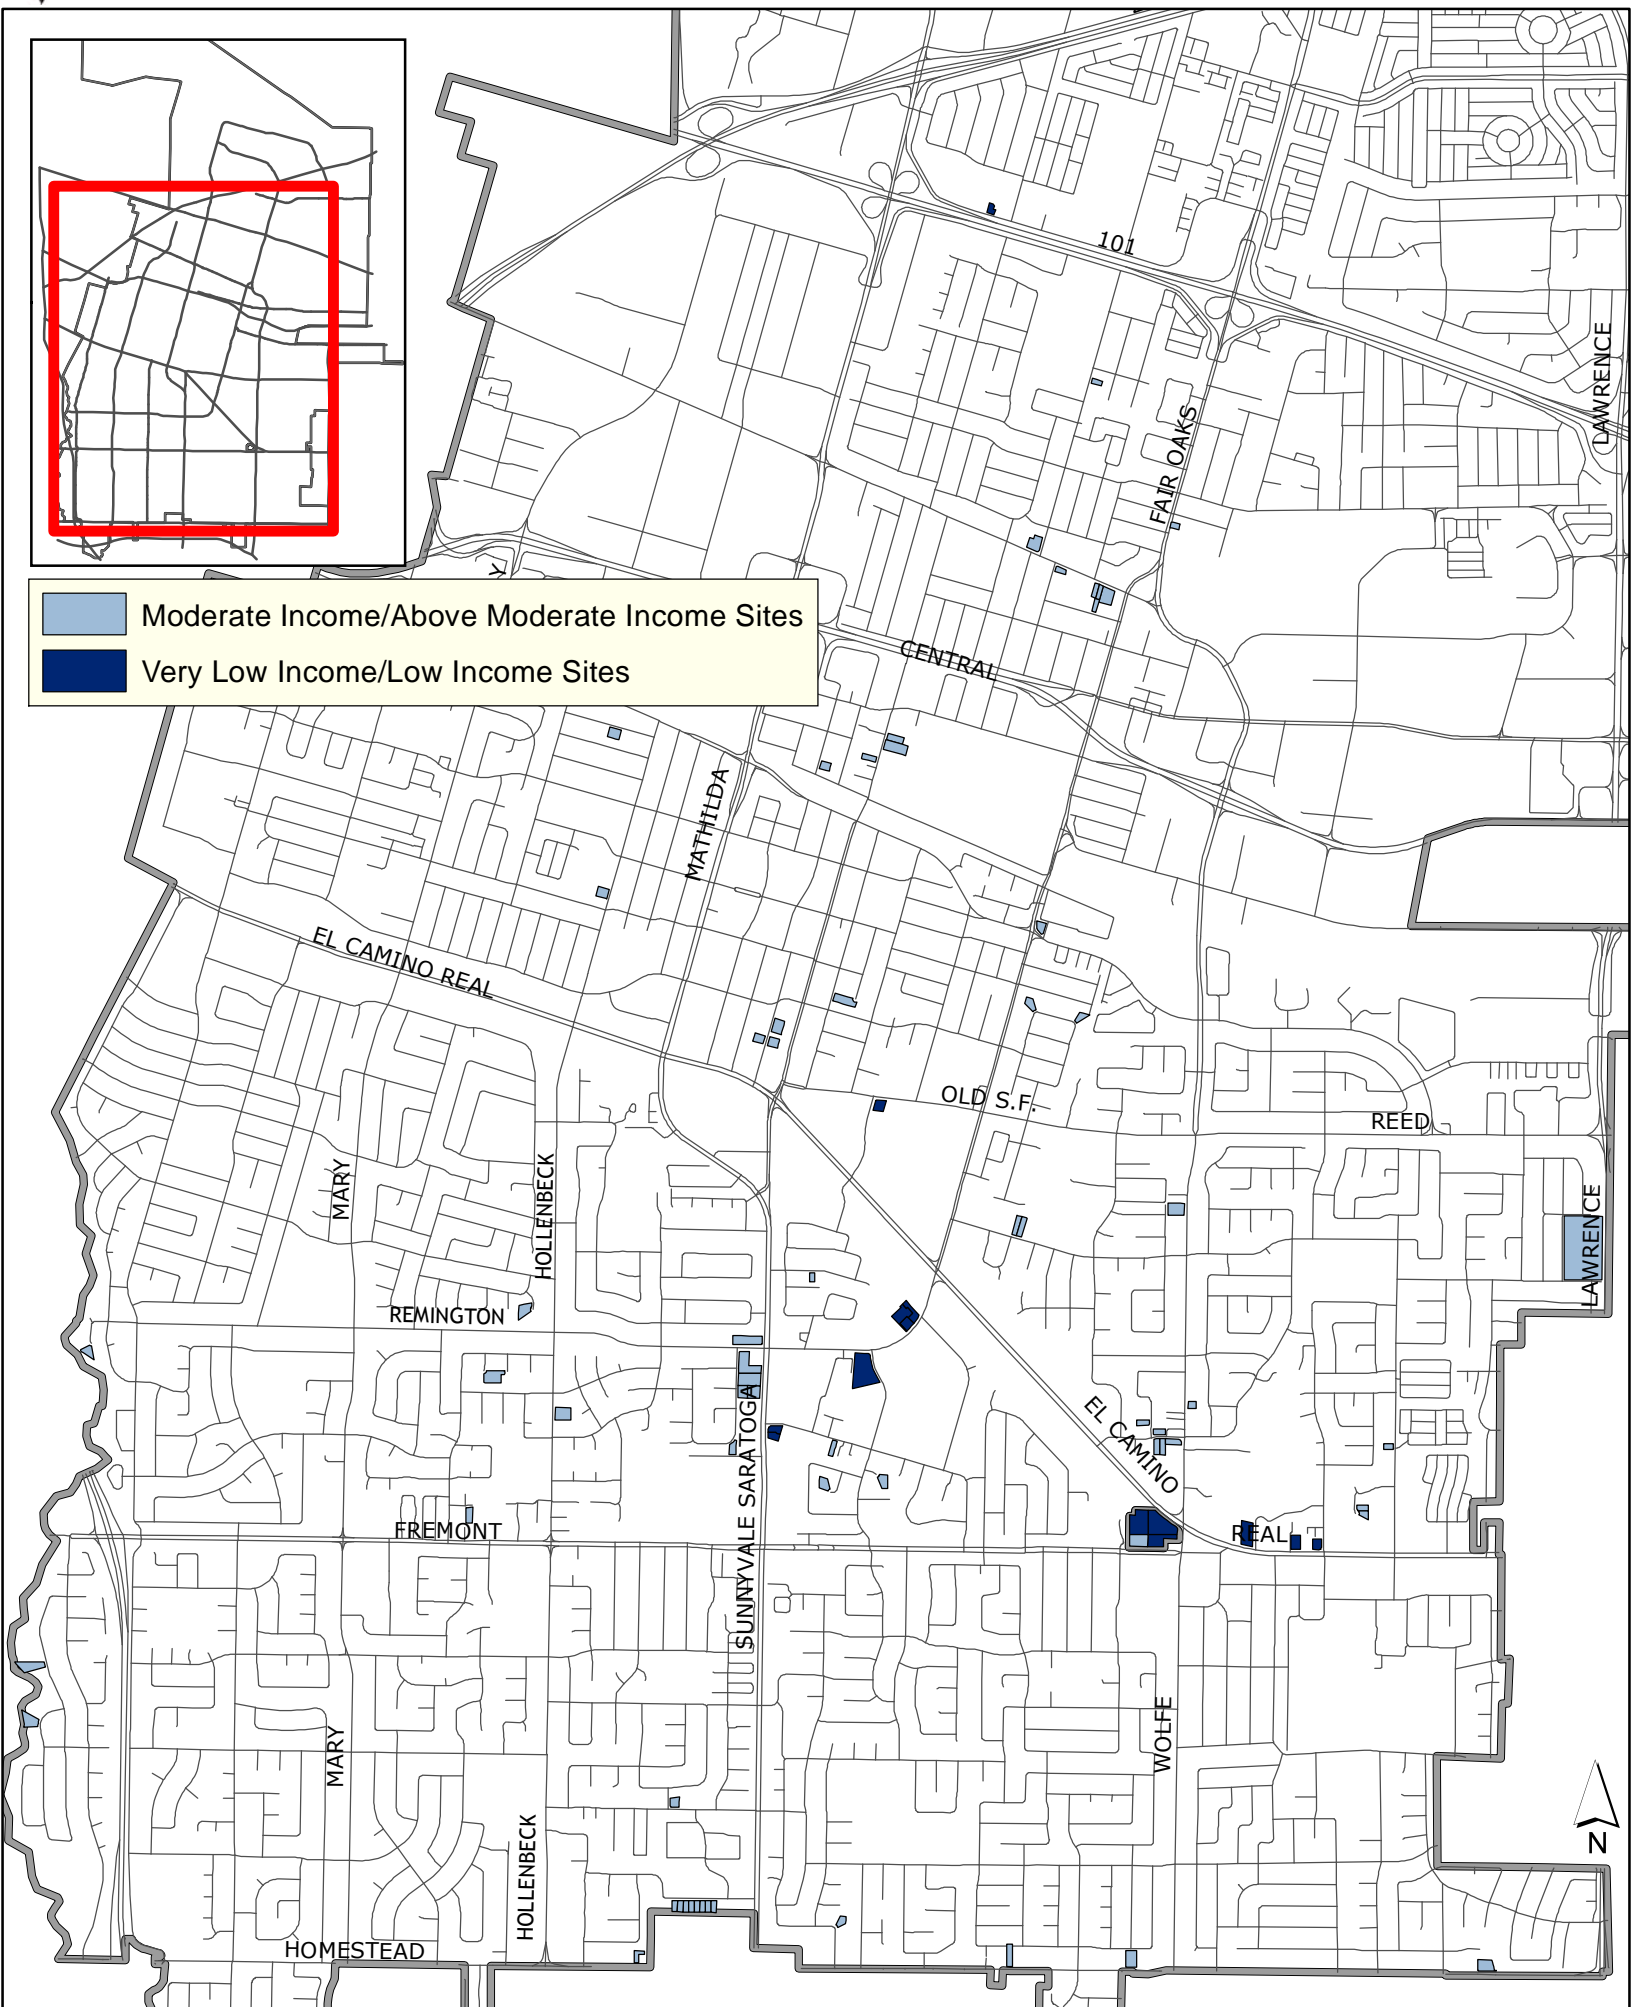 101
LAWRENCE
FAIR OAKS
Y
Moderate Income/Above Moderate Income Sites
Very Low Income/Low Income Sites
CENTRAL
MATHILDA
EL CAMINO REAL
OLD S.F.
REED
MARY
HOLLENBECK
LAWRENCE
REMINGTON
SUNNYVALE SARATOGA
EL CAMINO
REAL
FREMONT
MARY
WOLFE
HOLLENBECK
N
HOMESTEAD